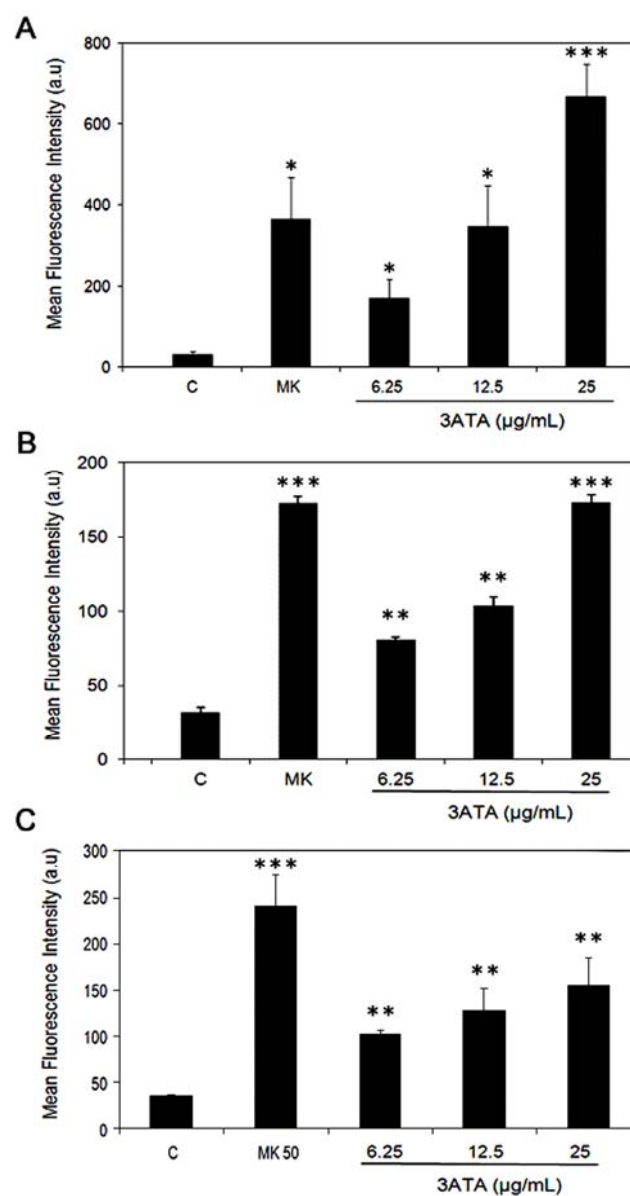 A
Mean Fluorescence Intensity (a.u)
800
600
400
200
0
*
*
*
***
C
MK
6.25
12.5
25
3ATA (µg/mL)
B
Mean Fluorescence Intensity (a.u)
200
150
100
50
0
***
**
**
***
C
MK
6.25
12.5
25
3ATA (µg/mL)
C
Mean Fluorescence Intensity (a.u)
300
250
200
150
100
50
0
***
**
**
**
C
MK 50
6.25
12.5
25
3ATA (µg/mL)